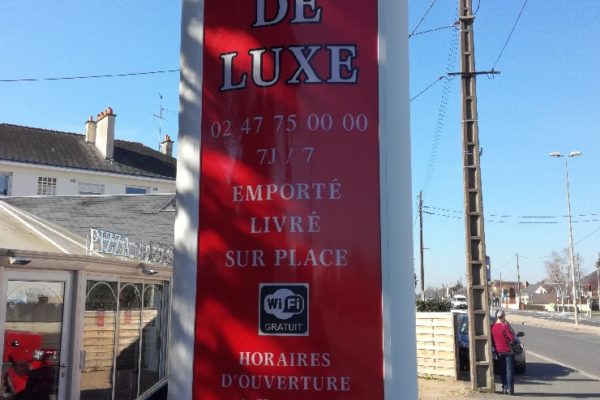 DE
LUXE
02 47 75 00 00
7J / 7
EMPORTÉ
LIVRÉ
SUR PLACE
WiFi
GRATUIT
HORAIRES
D'OUVERTURE
PIZZA